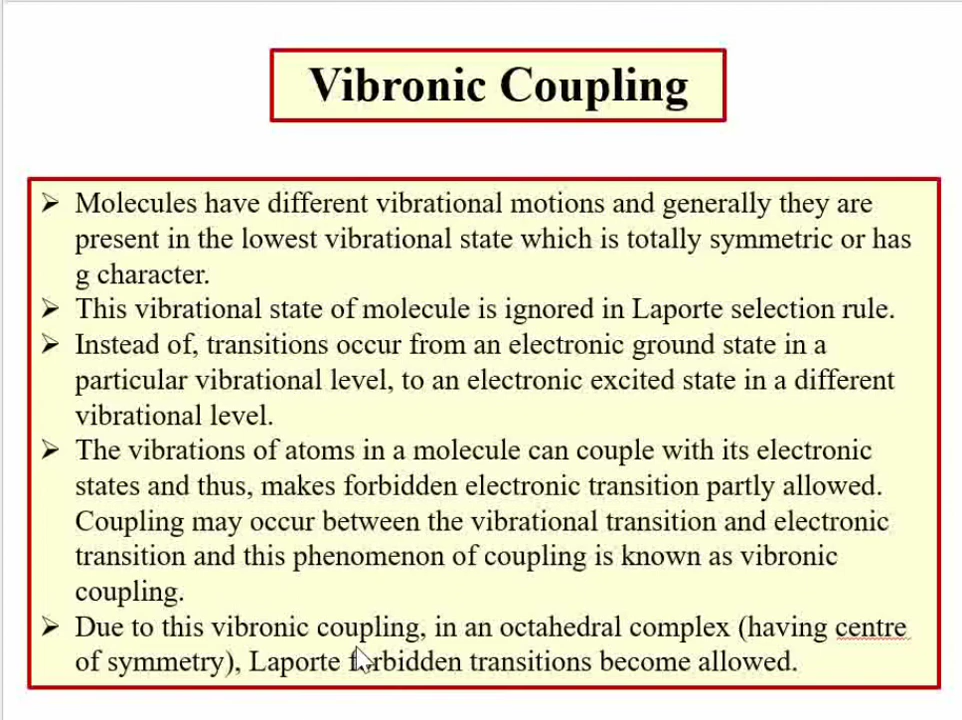 Vibronic Coupling
➢ Molecules have different vibrational motions and generally they are
present in the lowest vibrational state which is totally symmetric or has
g character.
➢ This vibrational state of molecule is ignored in Laporte selection rule.
➢ Instead of, transitions occur from an electronic ground state in a
particular vibrational level, to an electronic excited state in a different
vibrational level.
➢ The vibrations of atoms in a molecule can couple with its electronic
states and thus, makes forbidden electronic transition partly allowed.
Coupling may occur between the vibrational transition and electronic
transition and this phenomenon of coupling is known as vibronic
coupling.
➢ Due to this vibronic coupling, in an octahedral complex (having centre
of symmetry), Laporte forbidden transitions become allowed.